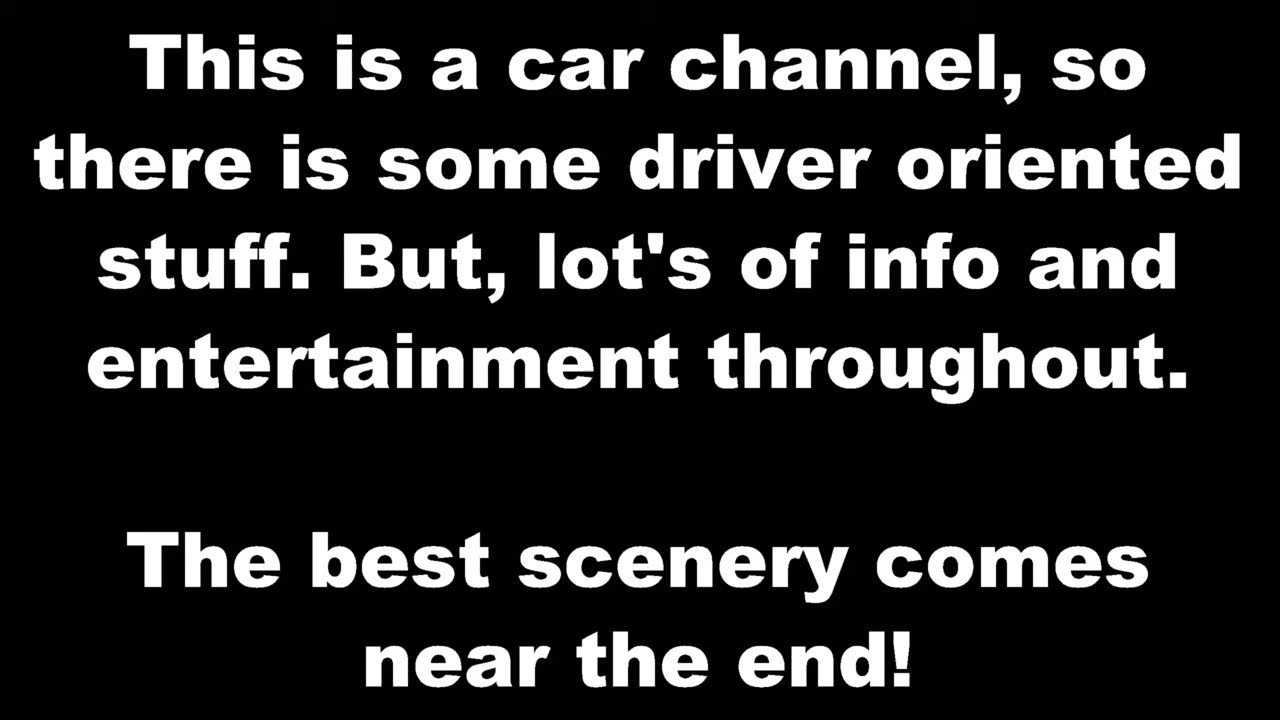 This is a car channel, so
there is some driver oriented
stuff. But, lot's of info and
entertainment throughout.
The best scenery comes
near the end!